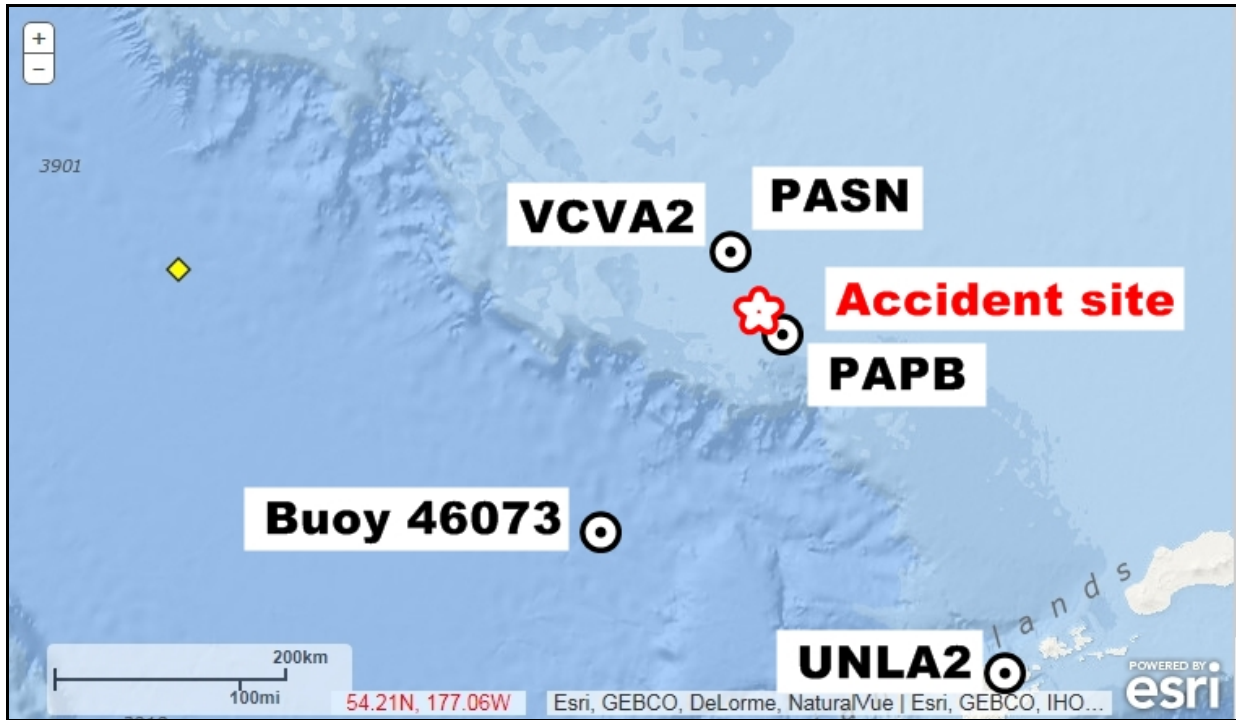 +
−
3901
PASN
VCVA2
Accident site
PAPB
Buoy 46073
lands
UNLA2
200km
100mi
54.21N, 177.06W
Esri, GEBCO, DeLorme, NaturalVue | Esri, GEBCO, IHO…
POWERED BY
esri